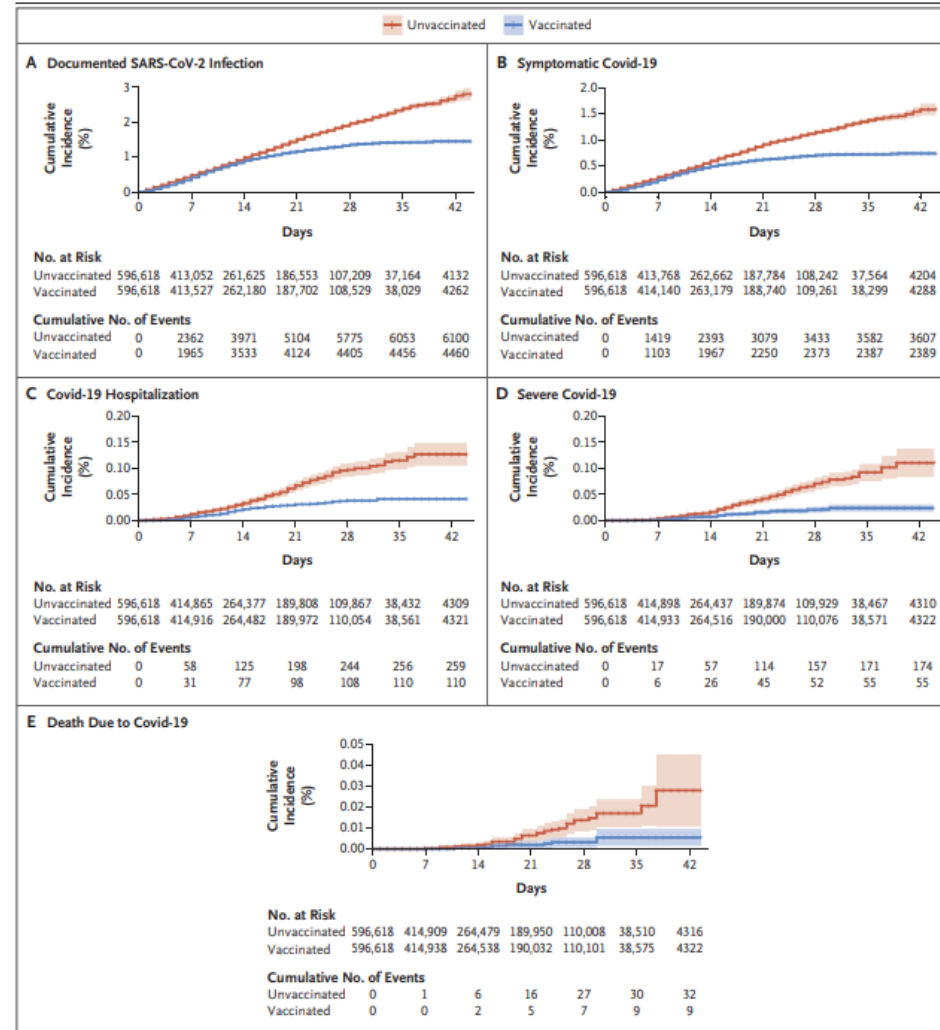 Unvaccinated Vaccinated
A Documented SARS-CoV-2 Infection
Cumulative Incidence (%)
3
2
1
0
0 7 14 21 28 35 42
Days
No. at Risk
Unvaccinated 596,618 413,052 261,625 186,553 107,209 37,164 4132
Vaccinated 596,618 413,527 262,180 187,702 108,529 38,029 4262
Cumulative No. of Events
Unvaccinated 0 2362 3971 5104 5775 6053 6100
Vaccinated 0 1965 3533 4124 4405 4456 4460
B Symptomatic Covid-19
Cumulative Incidence (%)
2.0
1.5
1.0
0.5
0.0
0 7 14 21 28 35 42
Days
No. at Risk
Unvaccinated 596,618 413,768 262,662 187,784 108,242 37,564 4204
Vaccinated 596,618 414,140 263,179 188,740 109,261 38,299 4288
Cumulative No. of Events
Unvaccinated 0 1419 2393 3079 3433 3582 3607
Vaccinated 0 1103 1967 2250 2373 2387 2389
C Covid-19 Hospitalization
Cumulative Incidence (%)
0.20
0.15
0.10
0.05
0.00
0 7 14 21 28 35 42
Days
No. at Risk
Unvaccinated 596,618 414,865 264,377 189,808 109,867 38,432 4309
Vaccinated 596,618 414,916 264,482 189,972 110,054 38,561 4321
Cumulative No. of Events
Unvaccinated 0 58 125 198 244 256 259
Vaccinated 0 31 77 98 108 110 110
D Severe Covid-19
Cumulative Incidence (%)
0.20
0.15
0.10
0.05
0.00
0 7 14 21 28 35 42
Days
No. at Risk
Unvaccinated 596,618 414,898 264,437 189,874 109,929 38,467 4310
Vaccinated 596,618 414,933 264,516 190,000 110,076 38,571 4322
Cumulative No. of Events
Unvaccinated 0 17 57 114 157 171 174
Vaccinated 0 6 26 45 52 55 55
E Death Due to Covid-19
Cumulative Incidence (%)
0.05
0.04
0.03
0.02
0.01
0.00
0 7 14 21 28 35 42
Days
No. at Risk
Unvaccinated 596,618 414,909 264,479 189,950 110,008 38,510 4316
Vaccinated 596,618 414,938 264,538 190,032 110,101 38,575 4322
Cumulative No. of Events
Unvaccinated 0 1 6 16 27 30 32
Vaccinated 0 0 2 5 7 9 9